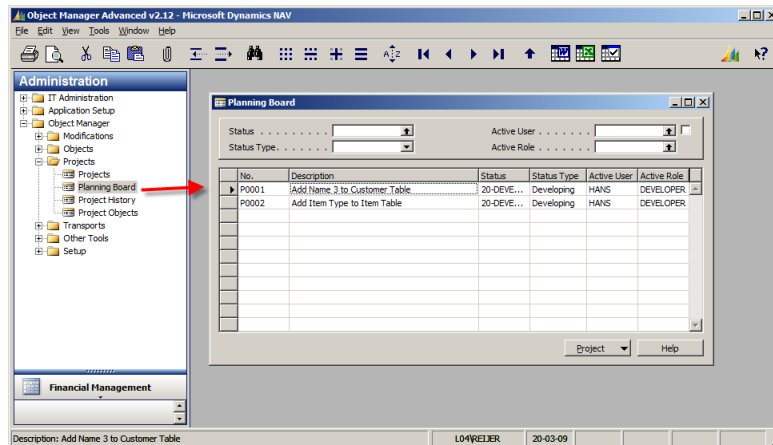 Object Manager Advanced v2.12 - Microsoft Dynamics NAV
File Edit View Tools Window Help
Administration
IT Administration
Application Setup
Object Manager
Modifications
Objects
Projects
Projects
Planning Board
Project History
Project Objects
Transports
Other Tools
Setup
Financial Management
Planning Board
Status . . . . . . . . . Active User . . . . . . .
Status Type. . . . . . . Active Role . . . . . . .
No. Description Status Status Type Active User Active Role
P0001 Add Name 3 to Customer Table 20-DEVE... Developing HANS DEVELOPER
P0002 Add Item Type to Item Table 20-DEVE... Developing HANS DEVELOPER
Project Help
Description: Add Name 3 to Customer Table L04\REIJER 20-03-09